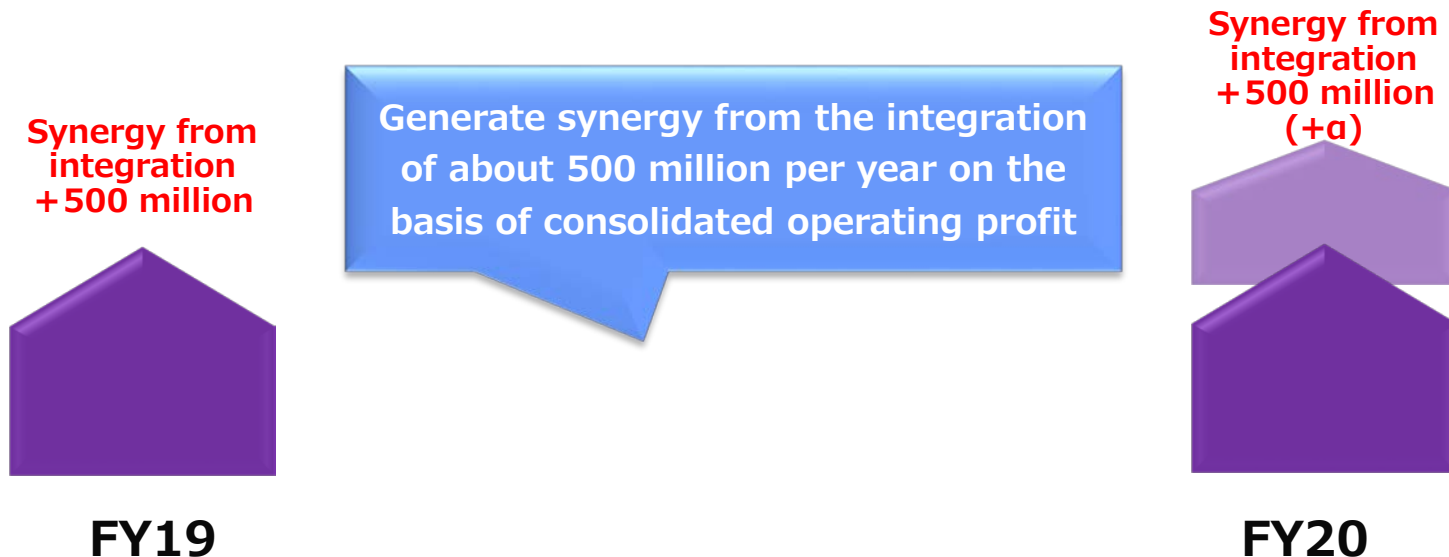 Synergy from
integration
+500 million
Generate synergy from the integration
of about 500 million per year on the
basis of consolidated operating profit
Synergy from
integration
+500 million
(+α)
FY19
FY20